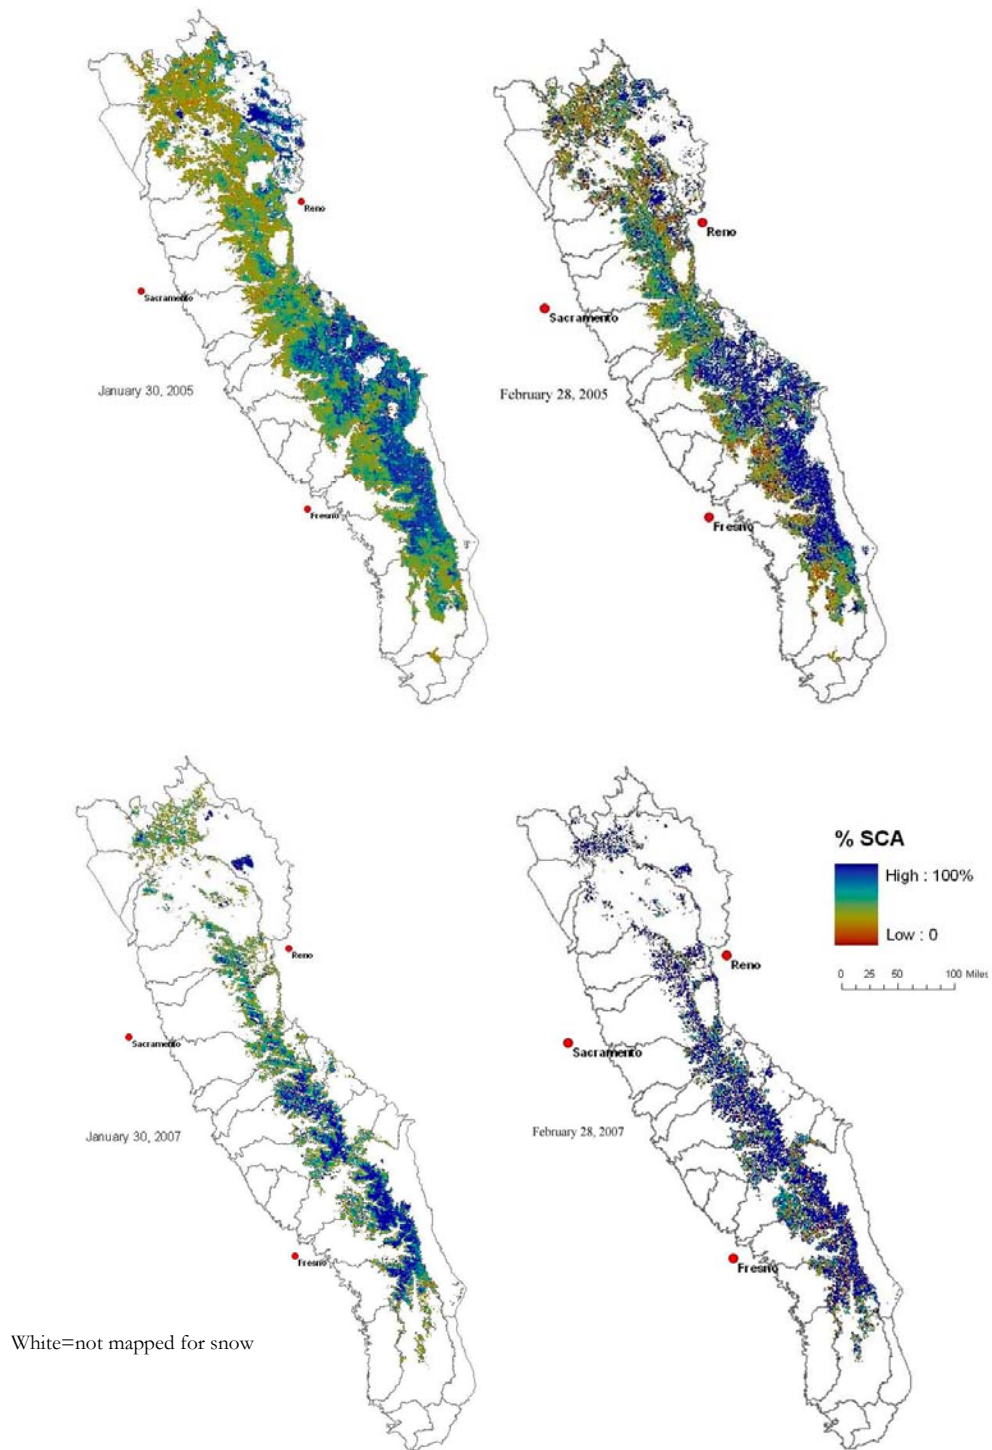 Reno
Sacramento
January 30, 2005
Fresno
Reno
Sacramento
February 28, 2005
Fresno
Reno
Sacramento
January 30, 2007
Fresno
White=not mapped for snow
% SCA
High : 100%
Low : 0
0 25 50 100 Miles
Reno
Sacramento
February 28, 2007
Fresno